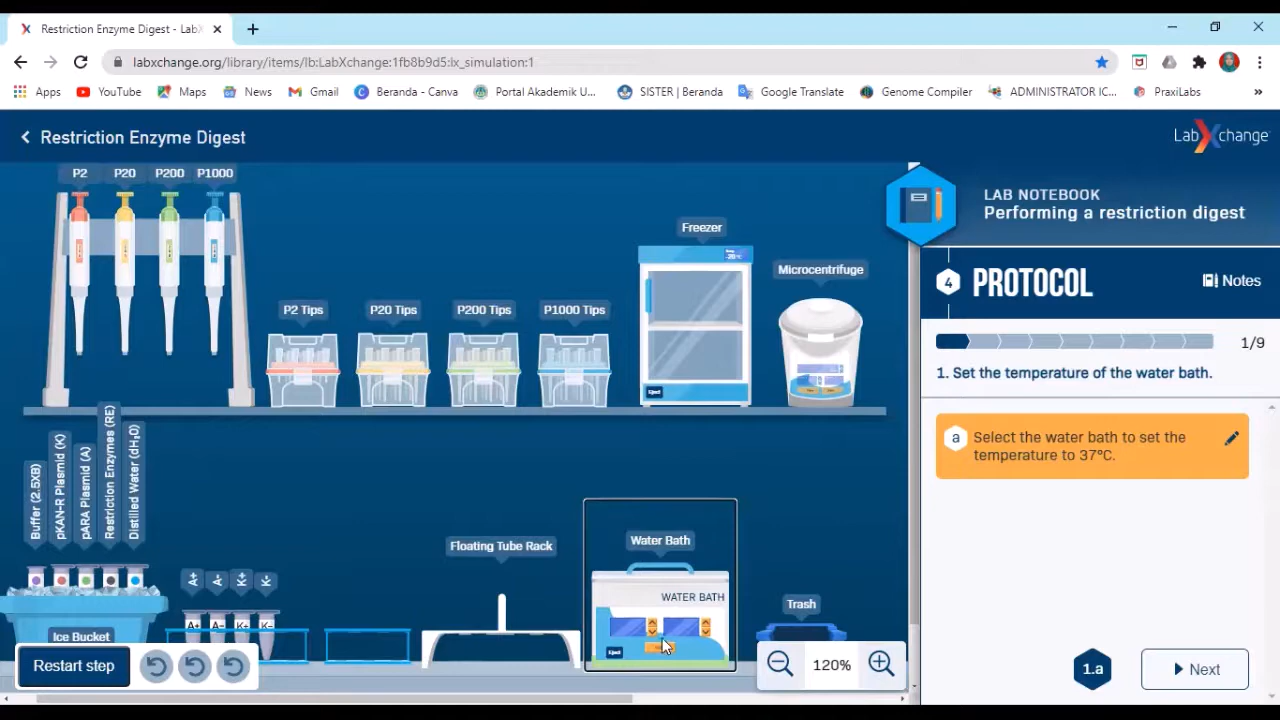 Restriction Enzyme Digest - LabX
labxchange.org/library/items/lb:LabXchange:1fb8b9d5:lx_simulation:1
Apps YouTube Maps News Gmail Beranda - Canva Portal Akademik U... SISTER | Beranda Google Translate Genome Compiler ADMINISTRATOR IC... PraxiLabs »
Restriction Enzyme Digest
Lab Xchange
P2 P20 P200 P1000
LAB NOTEBOOK
Performing a restriction digest
Freezer
Microcentrifuge
4 PROTOCOL Notes
P2 Tips P20 Tips P200 Tips P1000 Tips
1/9
1. Set the temperature of the water bath.
Eject
Buffer (2.5XB)
pKAN-R Plasmid (K)
pARA Plasmid (A)
Restriction Enzymes (RE)
Distilled Water (dH₂O)
a Select the water bath to set the
temperature to 37°C.
Floating Tube Rack
Water Bath
WATER BATH
Eject
A+ A- K+ K-
A+ A- K+ K-
Trash
Ice Bucket
Restart step
120%
1.a
Next